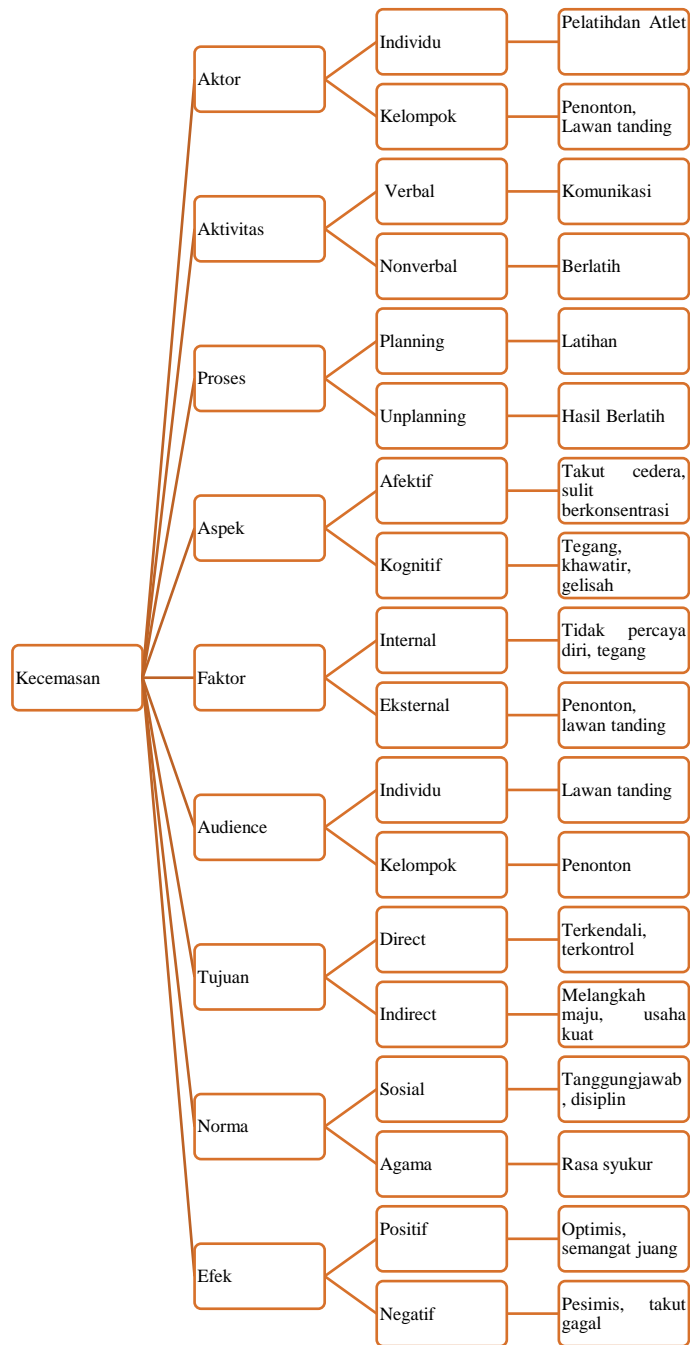 Kecemasan
Aktor
Individu
Pelatihdan Atlet
Kelompok
Penonton,
Lawan tanding
Aktivitas
Verbal
Komunikasi
Nonverbal
Berlatih
Proses
Planning
Latihan
Unplanning
Hasil Berlatih
Aspek
Afektif
Takut cedera,
sulit
berkonsentrasi
Kognitif
Tegang,
khawatir,
gelisah
Faktor
Internal
Tidak percaya
diri, tegang
Eksternal
Penonton,
lawan tanding
Audience
Individu
Lawan tanding
Kelompok
Penonton
Tujuan
Direct
Terkendali,
terkontrol
Indirect
Melangkah
maju, usaha
kuat
Norma
Sosial
Tanggungjawab
, disiplin
Agama
Rasa syukur
Efek
Positif
Optimis,
semangat juang
Negatif
Pesimis, takut
gagal